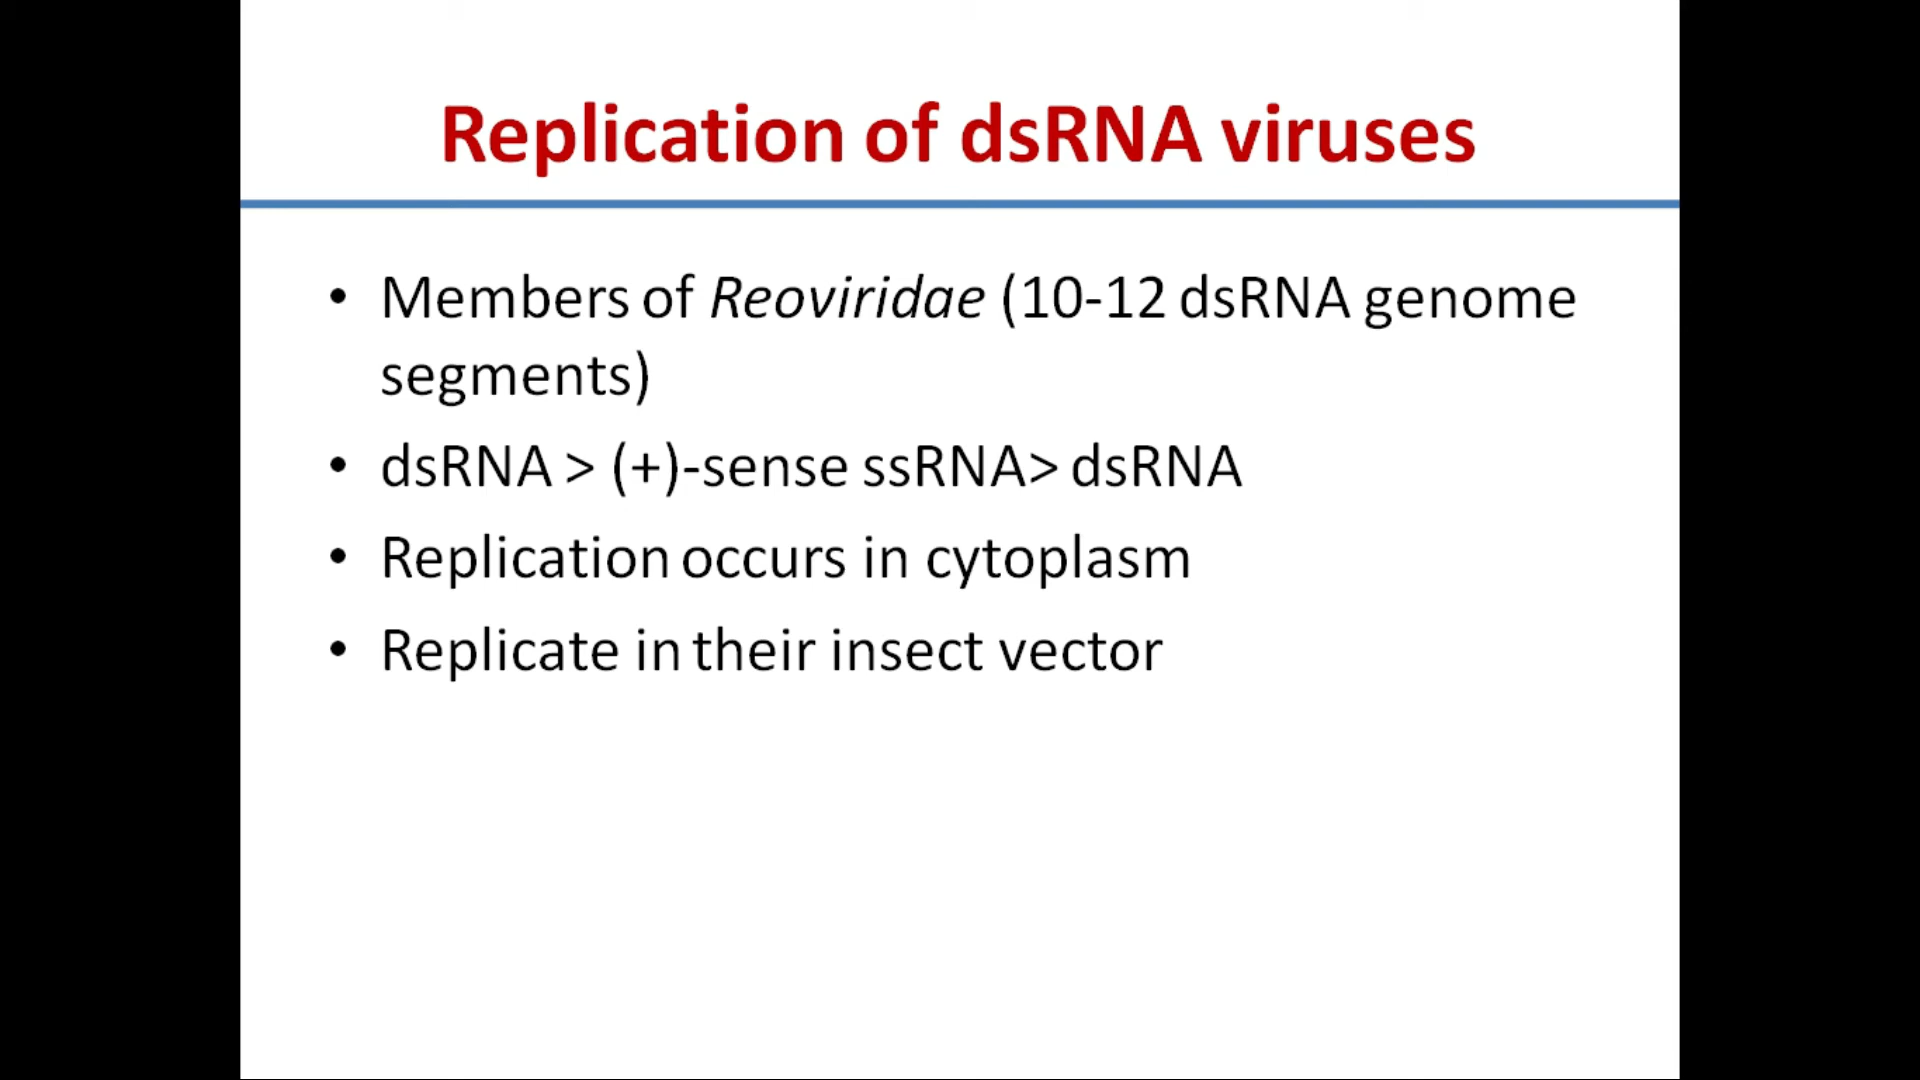 Replication of dsRNA viruses
• Members of Reoviridae (10-12 dsRNA genome
segments)
• dsRNA > (+)-sense ssRNA> dsRNA
• Replication occurs in cytoplasm
• Replicate in their insect vector